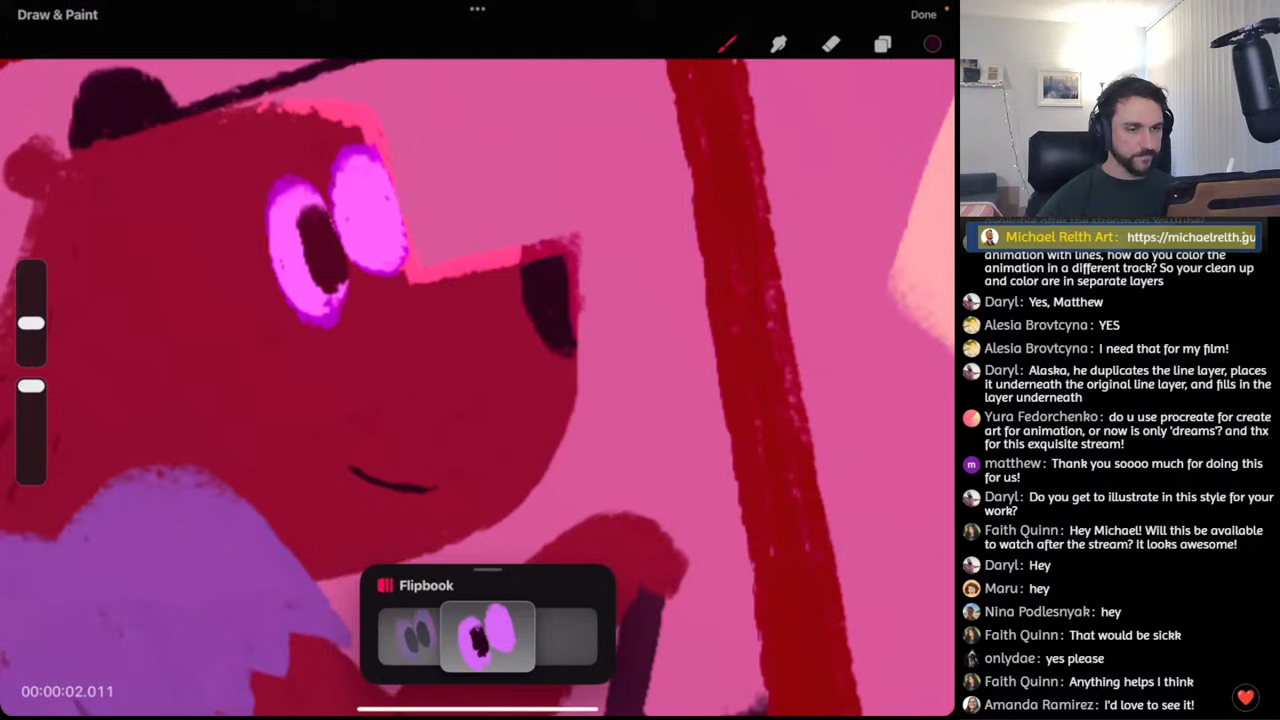 Draw & Paint
Done
available after the stream on YouTube?
Michael Relth Art: https://michaelrelth.gu
animation with lines, how do you color the
animation in a different track? So your clean up
and color are in separate layers
Daryl: Yes, Matthew
Alesia Brovtcyna: YES
Alesia Brovtcyna: I need that for my film!
Daryl: Alaska, he duplicates the line layer, places
it underneath the original line layer, and fills in the
layer underneath
Yura Fedorchenko: do u use procreate for create
art for animation, or now is only 'dreams'? and thx
for this exquisite stream!
m matthew: Thank you soooo much for doing this
for us!
Daryl: Do you get to illustrate in this style for your
work?
Faith Quinn: Hey Michael! Will this be available
to watch after the stream? It looks awesome!
Daryl: Hey
Maru: hey
Nina Podlesnyak: hey
Faith Quinn: That would be sickk
onlydae: yes please
Faith Quinn: Anything helps I think
Amanda Ramirez: I'd love to see it!
Flipbook
00:00:02.011